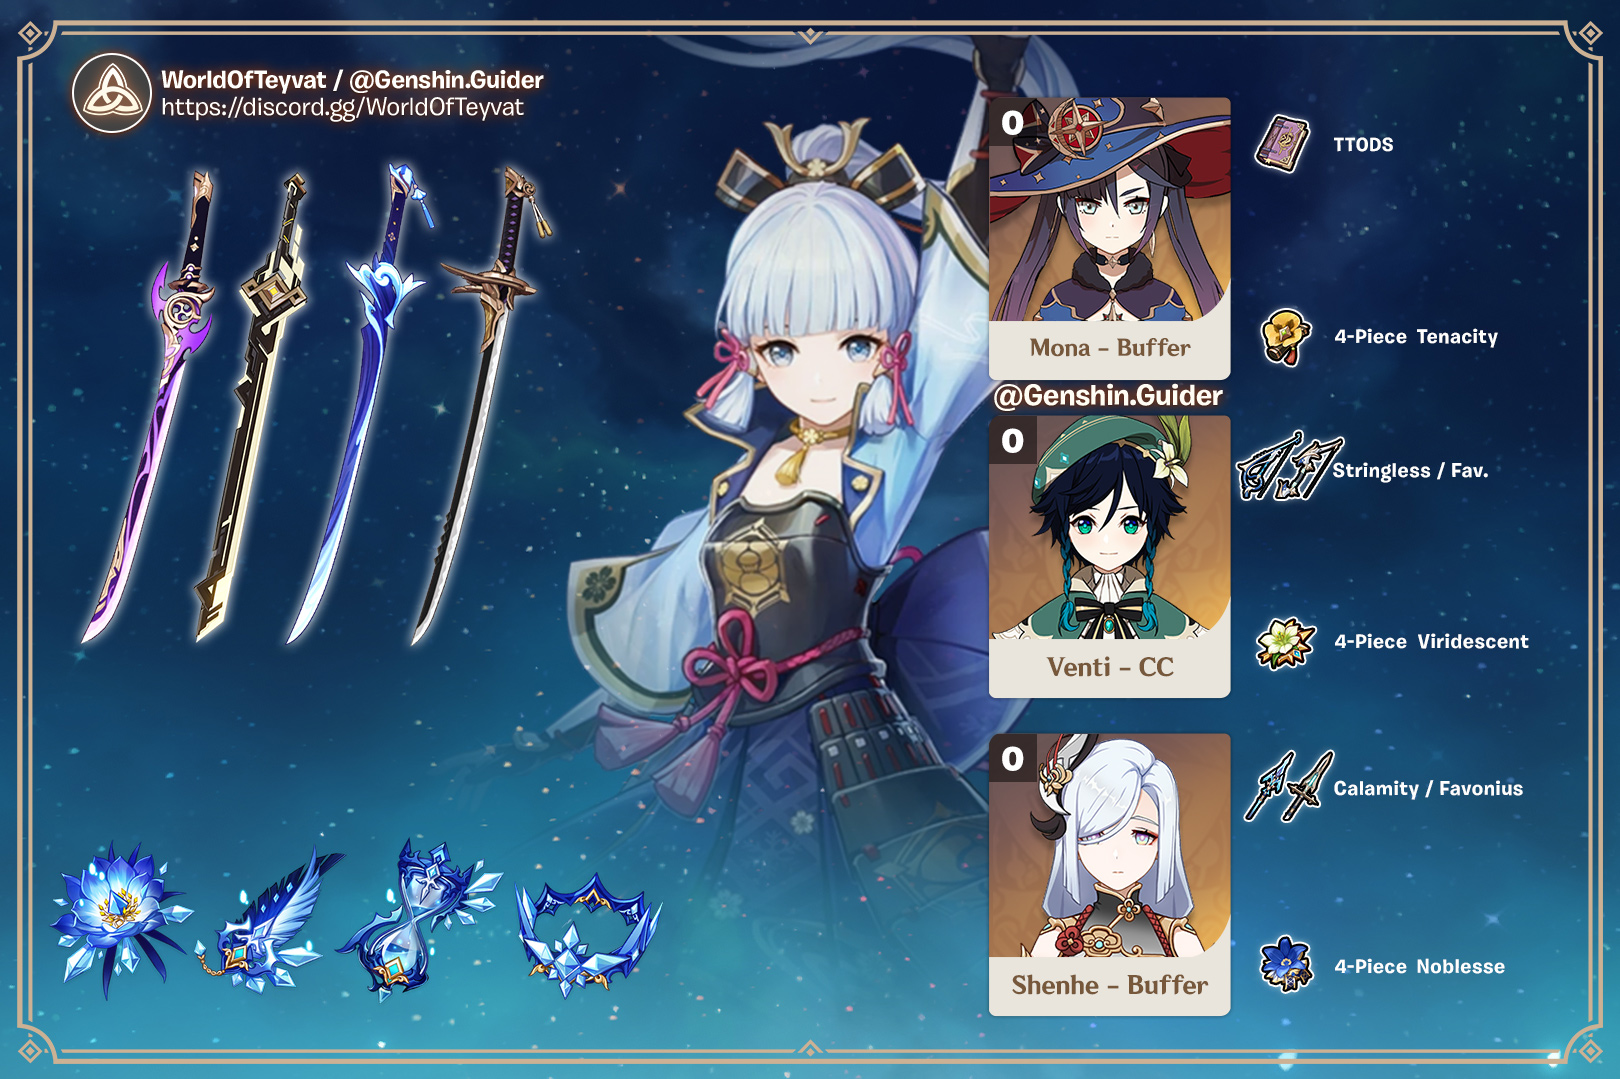 WorldOfTeyvat / @Genshin.Guider
https://discord.gg/WorldOfTeyvat
0
Mona - Buffer
TTODS
4-Piece Tenacity
@Genshin.Guider
0
Venti - CC
Stringless / Fav.
4-Piece Viridescent
0
Shenhe - Buffer
Calamity / Favonius
4-Piece Noblesse